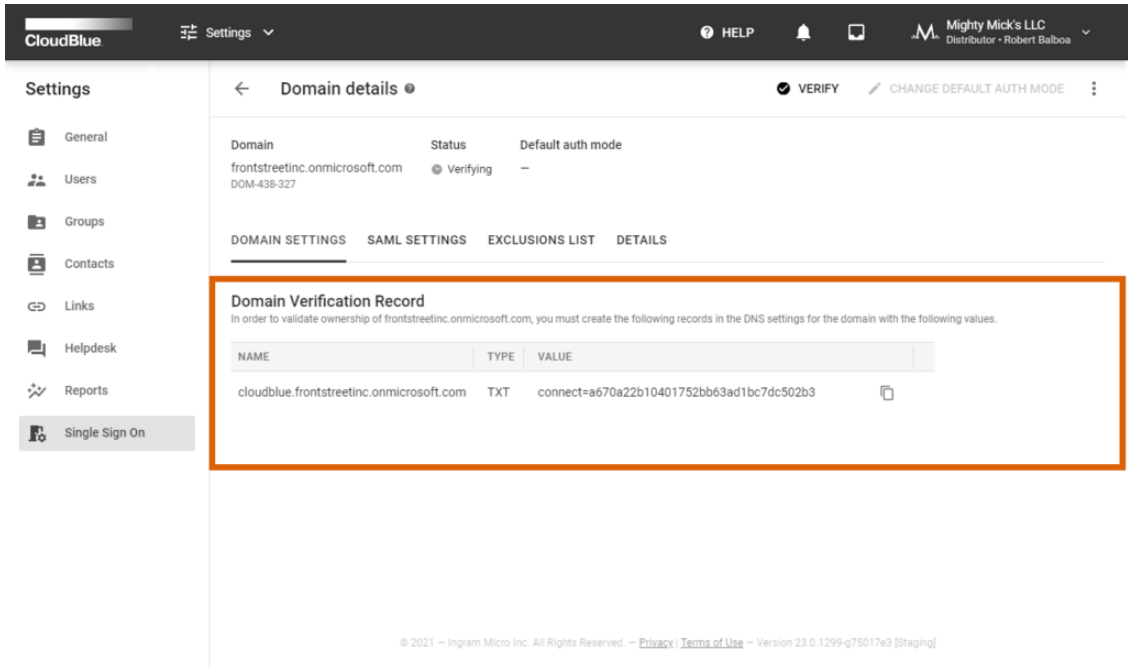 CloudBlue
Settings
HELP
Mighty Mick's LLC
Distributor • Robert Balboa
Settings
General
Users
Groups
Contacts
Links
Helpdesk
Reports
Single Sign On
Domain details
VERIFY
CHANGE DEFAULT AUTH MODE
Domain Status Default auth mode
frontstreetinc.onmicrosoft.com Verifying —
DOM-438-327
DOMAIN SETTINGS SAML SETTINGS EXCLUSIONS LIST DETAILS
Domain Verification Record
In order to validate ownership of frontstreetinc.onmicrosoft.com, you must create the following records in the DNS settings for the domain with the following values.
NAME TYPE VALUE
cloudblue.frontstreetinc.onmicrosoft.com TXT connect=a670a22b10401752bb63ad1bc7dc502b3
© 2021 — Ingram Micro Inc. All Rights Reserved. — Privacy | Terms of Use — Version 23.0.1299-g75017e3 [Staging]